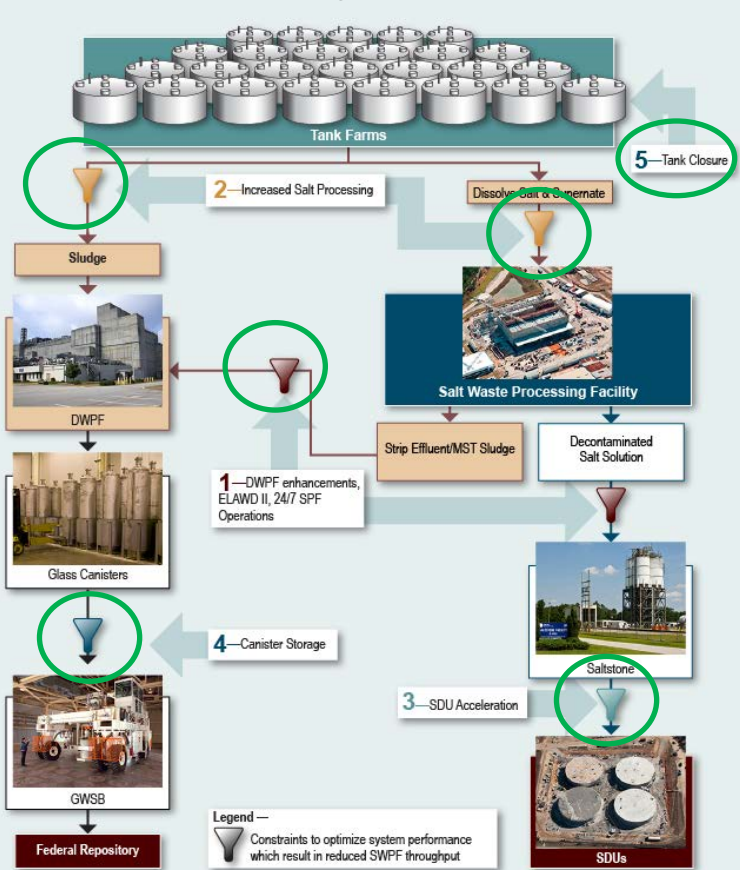 Tank Farms
5—Tank Closure
2—Increased Salt Processing
Dissolve Salt & Supernate
Sludge
Salt Waste Processing Facility
DWPF
Strip Effluent/MST Sludge
Decontaminated
Salt Solution
1—DWPF enhancements,
ELAWD II, 24/7 SPF
Operations
Glass Canisters
4—Canister Storage
Saltstone
3—SDU Acceleration
GWSB
Legend —
Constraints to optimize system performance
which result in reduced SWPF throughput
Federal Repository
SDUs